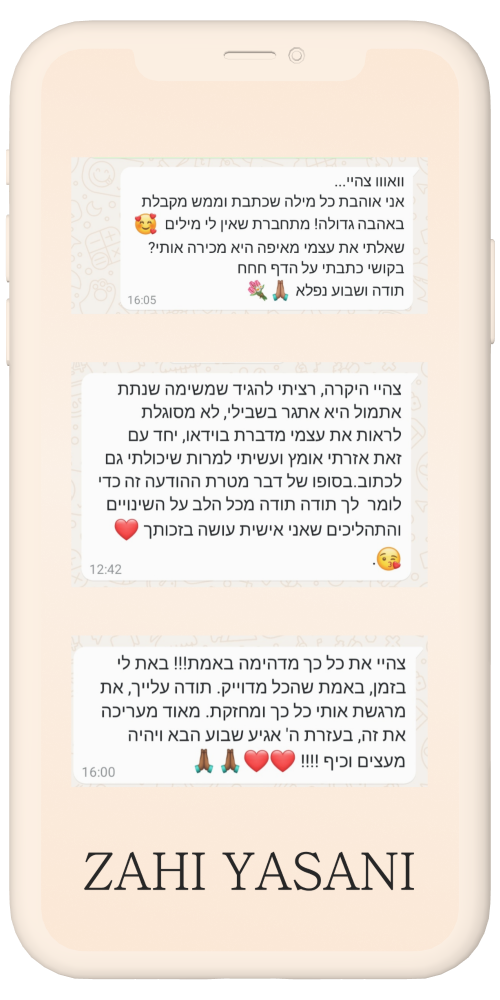 וואווו צהיי...
אני אוהבת כל מילה שכתבת וממש מקבלת
באהבה גדולה! מתחברת שאין לי מילים 🥰
שאלתי את עצמי מאיפה היא מכירה אותי?
בקושי כתבתי על הדף חחח
תודה ושבוע נפלא 🙏🏾💐
16:05
צהיי היקרה, רציתי להגיד שמשימה שנתת
אתמול היא אתגר בשבילי, לא מסוגלת
לראות את עצמי מדברת בוידאו, יחד עם
זאת אזרתי אומץ ועשיתי למרות שיכולתי גם
לכתוב.בסופו של דבר מטרת ההודעה זה כדי
לומר לך תודה תודה מכל הלב על השינויים
והתהליכים שאני אישית עושה בזכותך ❤️
😘.
12:42
צהיי את כל כך מדהימה באמת!!! באת לי
בזמן, באמת שהכל מדוייק. תודה עלייך, את
מרגשת אותי כל כך ומחזקת. מאוד מעריכה
את זה, בעזרת ה' אגיע שבוע הבא ויהיה
מעצים וכיף !!!! ❤️❤️🙏🏾🙏🏾
16:00
ZAHI YASANI